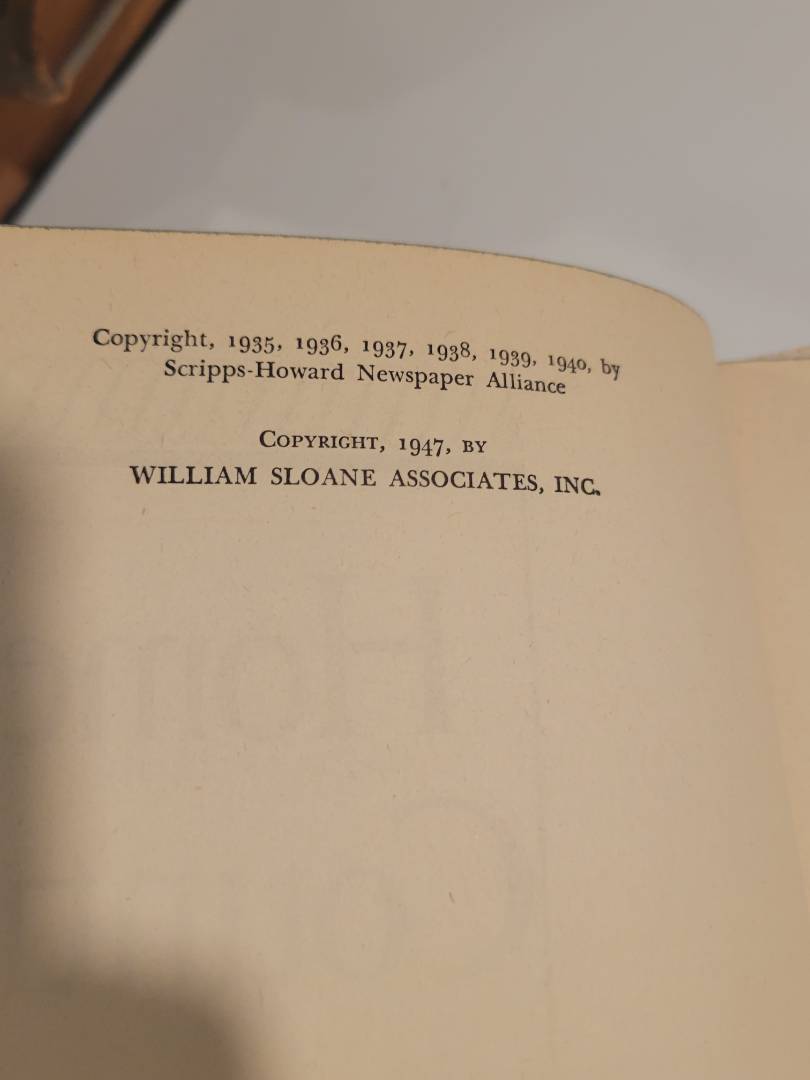 Copyright, 1935, 1936, 1937, 1938, 1939, 1940, by
Scripps-Howard Newspaper Alliance
COPYRIGHT, 1947, BY
WILLIAM SLOANE ASSOCIATES, INC.